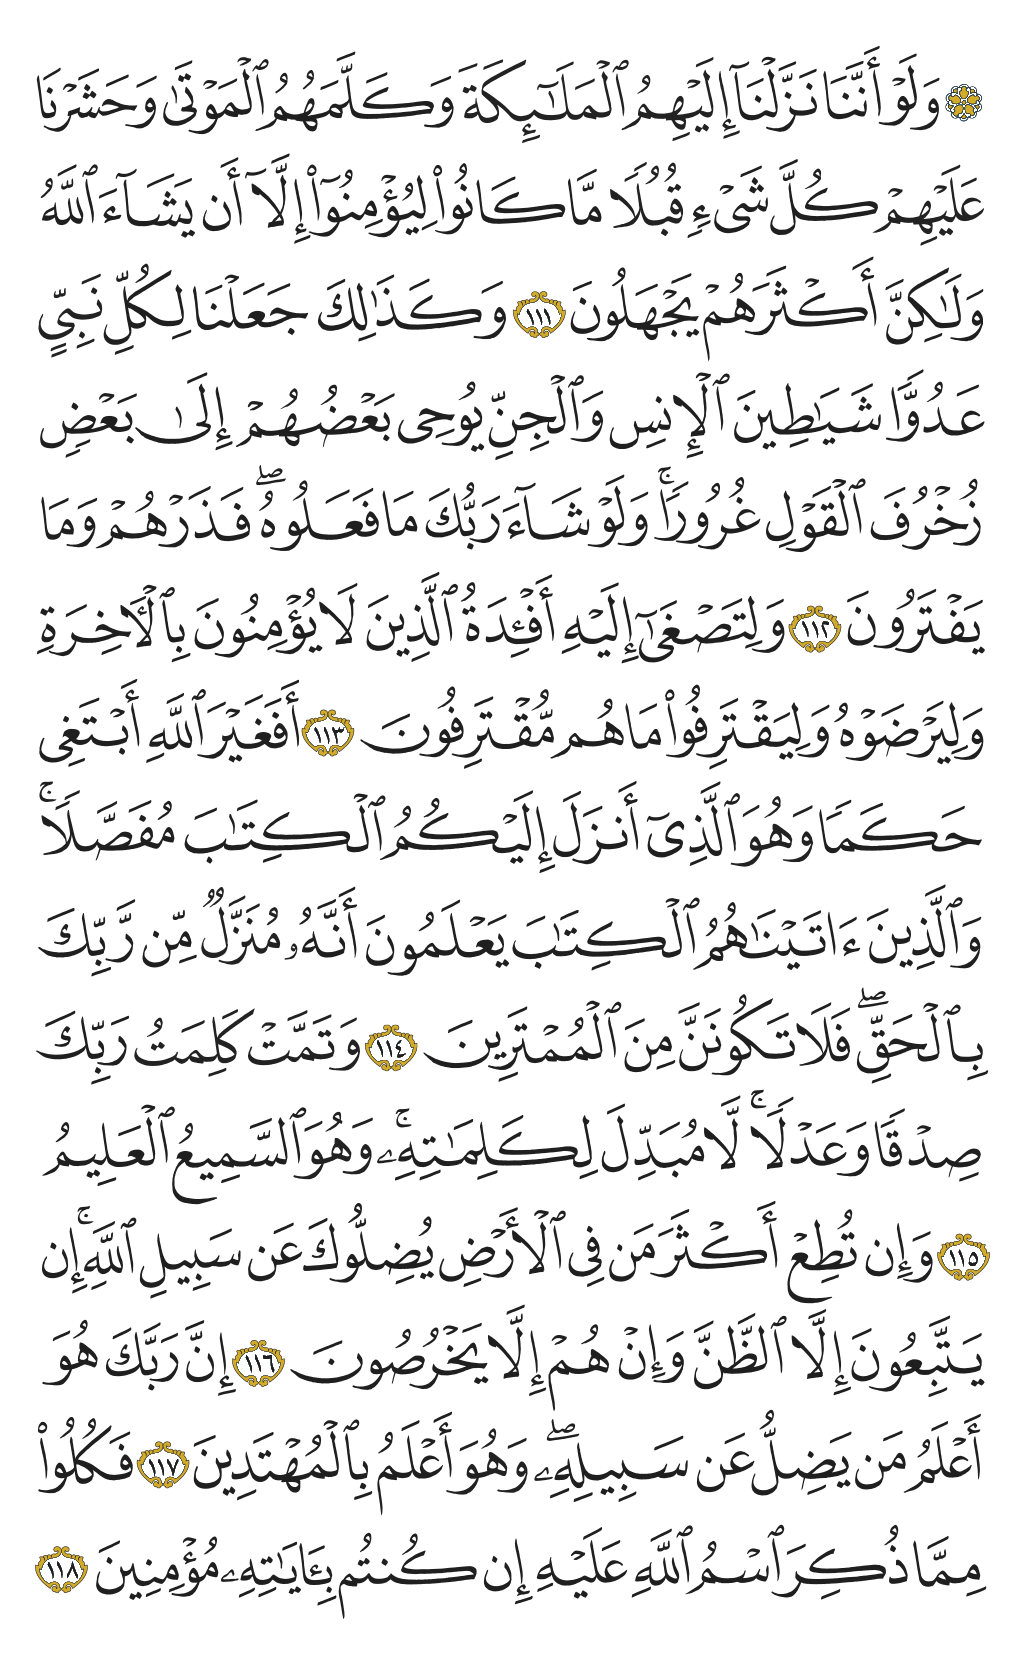 ۞ وَلَوْ أَنَّنَا نَزَّلْنَآ إِلَيْهِمُ ٱلْمَلَـٰٓئِكَةَ وَكَلَّمَهُمُ ٱلْمَوْتَىٰ وَحَشَرْنَا
عَلَيْهِمْ كُلَّ شَىْءٍ قُبُلًا مَّا كَانُوا۟ لِيُؤْمِنُوٓا۟ إِلَّآ أَن يَشَآءَ ٱللَّهُ
وَلَـٰكِنَّ أَكْثَرَهُمْ يَجْهَلُونَ ١١١ وَكَذَٰلِكَ جَعَلْنَا لِكُلِّ نَبِىٍّ
عَدُوًّا شَيَـٰطِينَ ٱلْإِنسِ وَٱلْجِنِّ يُوحِى بَعْضُهُمْ إِلَىٰ بَعْضٍ
زُخْرُفَ ٱلْقَوْلِ غُرُورًا ۚ وَلَوْ شَآءَ رَبُّكَ مَا فَعَلُوهُ ۖ فَذَرْهُمْ وَمَا
يَفْتَرُونَ ١١٢ وَلِتَصْغَىٰٓ إِلَيْهِ أَفْـِٔدَةُ ٱلَّذِينَ لَا يُؤْمِنُونَ بِٱلْـَٔاخِرَةِ
وَلِيَرْضَوْهُ وَلِيَقْتَرِفُوا۟ مَا هُم مُّقْتَرِفُونَ ١١٣ أَفَغَيْرَ ٱللَّهِ أَبْتَغِى
حَكَمًا وَهُوَ ٱلَّذِىٓ أَنزَلَ إِلَيْكُمُ ٱلْكِتَـٰبَ مُفَصَّلًا ۚ
وَٱلَّذِينَ ءَاتَيْنَـٰهُمُ ٱلْكِتَـٰبَ يَعْلَمُونَ أَنَّهُۥ مُنَزَّلٌ مِّن رَّبِّكَ
بِٱلْحَقِّ ۖ فَلَا تَكُونَنَّ مِنَ ٱلْمُمْتَرِينَ ١١٤ وَتَمَّتْ كَلِمَتُ رَبِّكَ
صِدْقًا وَعَدْلًا ۚ لَّا مُبَدِّلَ لِكَلِمَـٰتِهِۦ ۚ وَهُوَ ٱلسَّمِيعُ ٱلْعَلِيمُ
١١٥ وَإِن تُطِعْ أَكْثَرَ مَن فِى ٱلْأَرْضِ يُضِلُّوكَ عَن سَبِيلِ ٱللَّهِ ۚ إِن
يَتَّبِعُونَ إِلَّا ٱلظَّنَّ وَإِنْ هُمْ إِلَّا يَخْرُصُونَ ١١٦ إِنَّ رَبَّكَ هُوَ
أَعْلَمُ مَن يَضِلُّ عَن سَبِيلِهِۦ ۖ وَهُوَ أَعْلَمُ بِٱلْمُهْتَدِينَ ١١٧ فَكُلُوا۟
مِمَّا ذُكِرَ ٱسْمُ ٱللَّهِ عَلَيْهِ إِن كُنتُم بِـَٔايَـٰتِهِۦ مُؤْمِنِينَ ١١٨